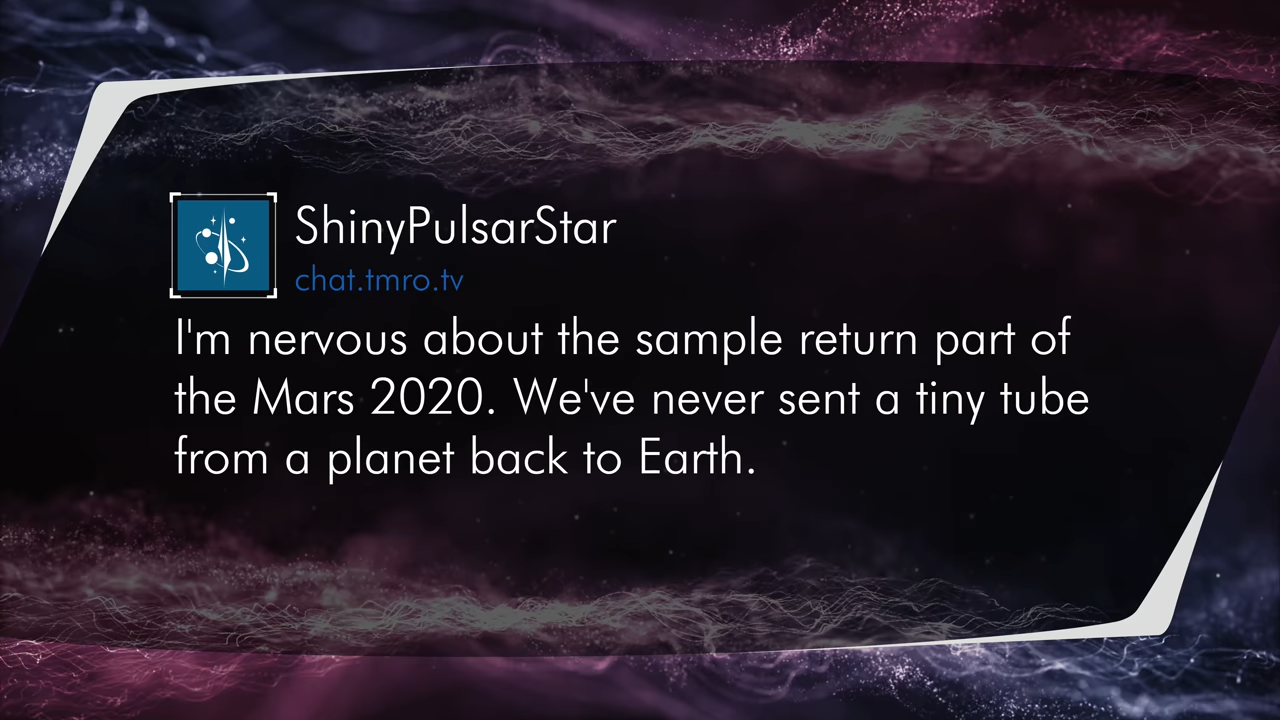 ShinyPulsarStar
chat.tmro.tv
I'm nervous about the sample return part of
the Mars 2020. We've never sent a tiny tube
from a planet back to Earth.